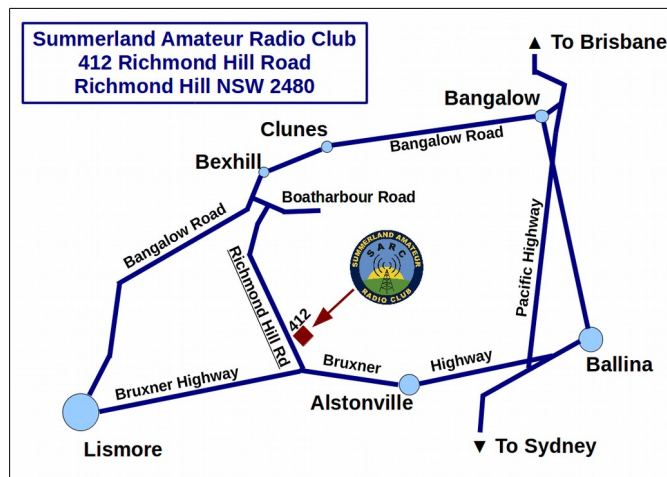 Summerland Amateur Radio Club
412 Richmond Hill Road
Richmond Hill NSW 2480
▲ To Brisbane
Bangalow
Clunes
Bangalow Road
Bexhill
Boatharbour Road
Bangalow Road
Richmond Hill Rd
412
SUMMERLAND AMATEUR
SARC
RADIO CLUB
Pacific Highway
Bruxner Highway
Bruxner
Highway
Ballina
Alstonville
Lismore
▼ To Sydney